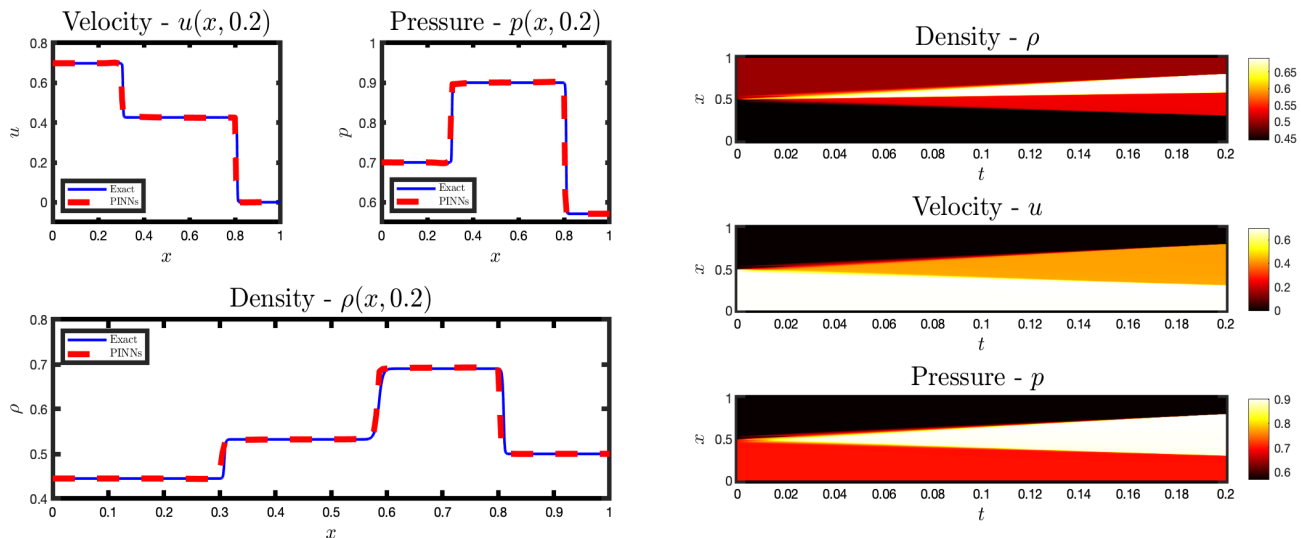 Velocity - u(x, 0.2)
0.8
0.6
0.4
0.2
0
u
Exact
PINNs
0 0.2 0.4 0.6 0.8 1
x
Pressure - p(x, 0.2)
1
0.9
0.8
0.7
0.6
p
Exact
PINNs
0 0.2 0.4 0.6 0.8 1
x
Density - ρ(x, 0.2)
0.8
0.7
0.6
0.5
0.4
ρ
Exact
PINNs
0 0.1 0.2 0.3 0.4 0.5 0.6 0.7 0.8 0.9 1
x
Density - ρ
1
0.5
0
x
0 0.02 0.04 0.06 0.08 0.1 0.12 0.14 0.16 0.18 0.2
t
0.65
0.6
0.55
0.5
0.45
Velocity - u
1
0.5
0
x
0 0.02 0.04 0.06 0.08 0.1 0.12 0.14 0.16 0.18 0.2
t
0.6
0.4
0.2
0
Pressure - p
1
0.5
0
x
0 0.02 0.04 0.06 0.08 0.1 0.12 0.14 0.16 0.18 0.2
t
0.9
0.8
0.7
0.6